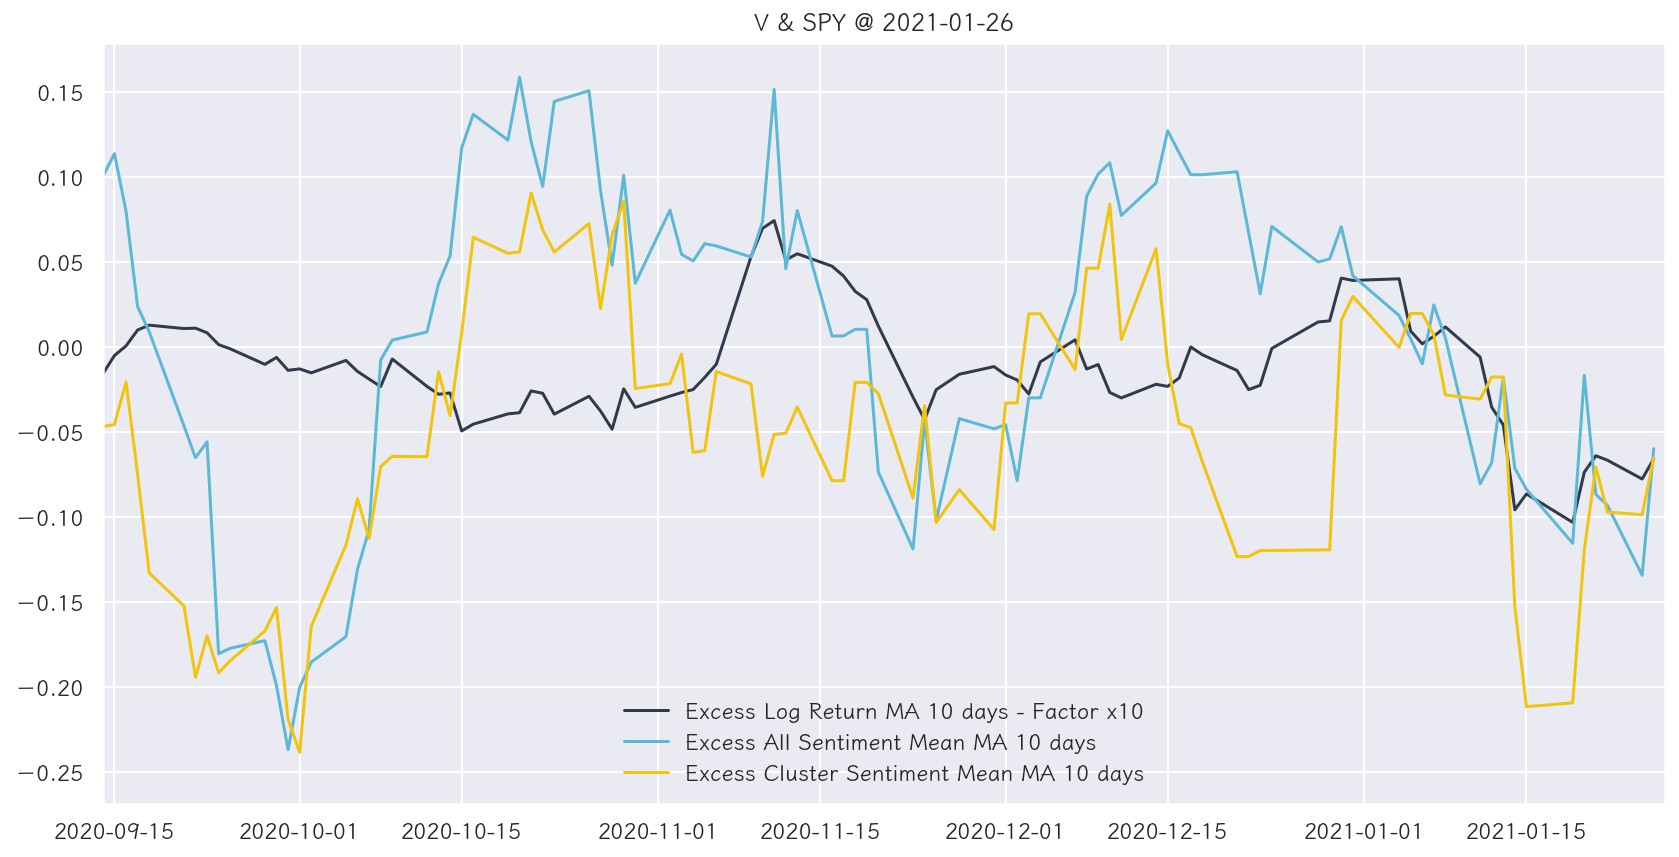 V & SPY @ 2021-01-26
0.15
0.10
0.05
0.00
−0.05
−0.10
−0.15
−0.20
−0.25
Excess Log Return MA 10 days - Factor x10
Excess All Sentiment Mean MA 10 days
Excess Cluster Sentiment Mean MA 10 days
2020-09-15 2020-10-01 2020-10-15 2020-11-01 2020-11-15 2020-12-01 2020-12-15 2021-01-01 2021-01-15